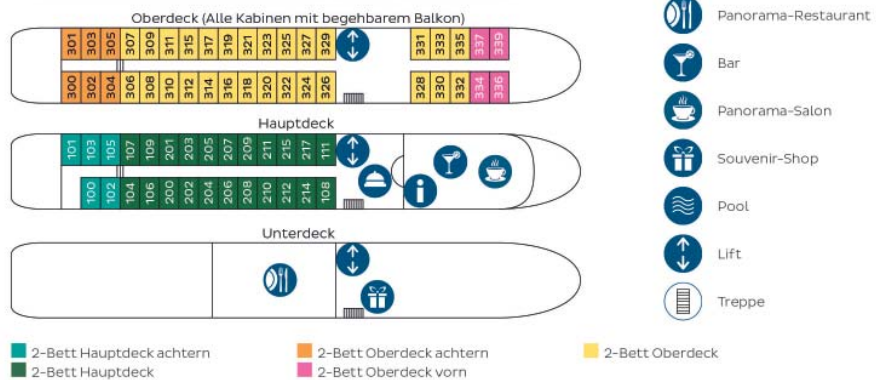 Oberdeck (Alle Kabinen mit begehbarem Balkon)
301 303 305 307 309 311 315 317 319 321 323 325 327 329 331 333 335 337 339
300 302 304 306 308 310 312 314 316 318 320 322 324 326 328 330 332 334 336
Hauptdeck
101 103 105 107 109 201 203 205 207 209 211 215 217 111
100 102 104 106 200 202 204 206 208 210 212 214 108
Unterdeck
Panorama-Restaurant
Bar
Panorama-Salon
Souvenir-Shop
Pool
Lift
Treppe
2-Bett Hauptdeck achtern
2-Bett Oberdeck achtern
2-Bett Oberdeck
2-Bett Hauptdeck
2-Bett Oberdeck vorn